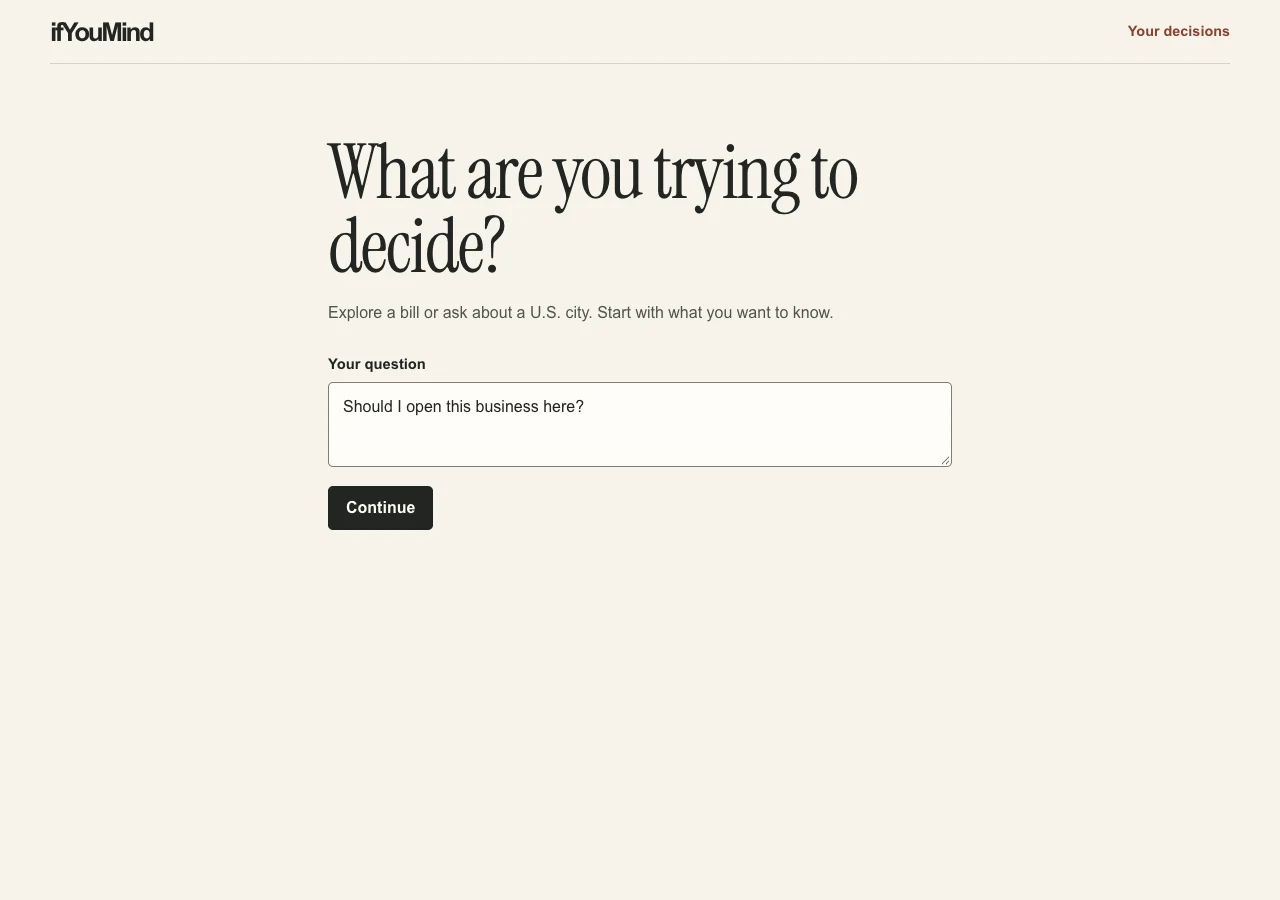 ifYouMind
Your decisions
What are you trying to
decide?
Explore a bill or ask about a U.S. city. Start with what you want to know.
Your question
Should I open this business here?
Continue